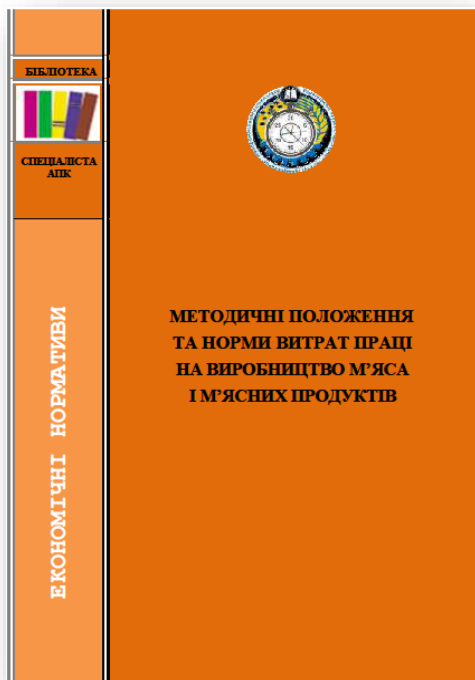 БІБЛІОТЕКА
СПЕЦІАЛІСТА
АПК
ЕКОНОМІЧНІ НОРМАТИВИ
МЕТОДИЧНІ ПОЛОЖЕННЯ
ТА НОРМИ ВИТРАТ ПРАЦІ
НА ВИРОБНИЦТВО М’ЯСА
І М’ЯСНИХ ПРОДУКТІВ